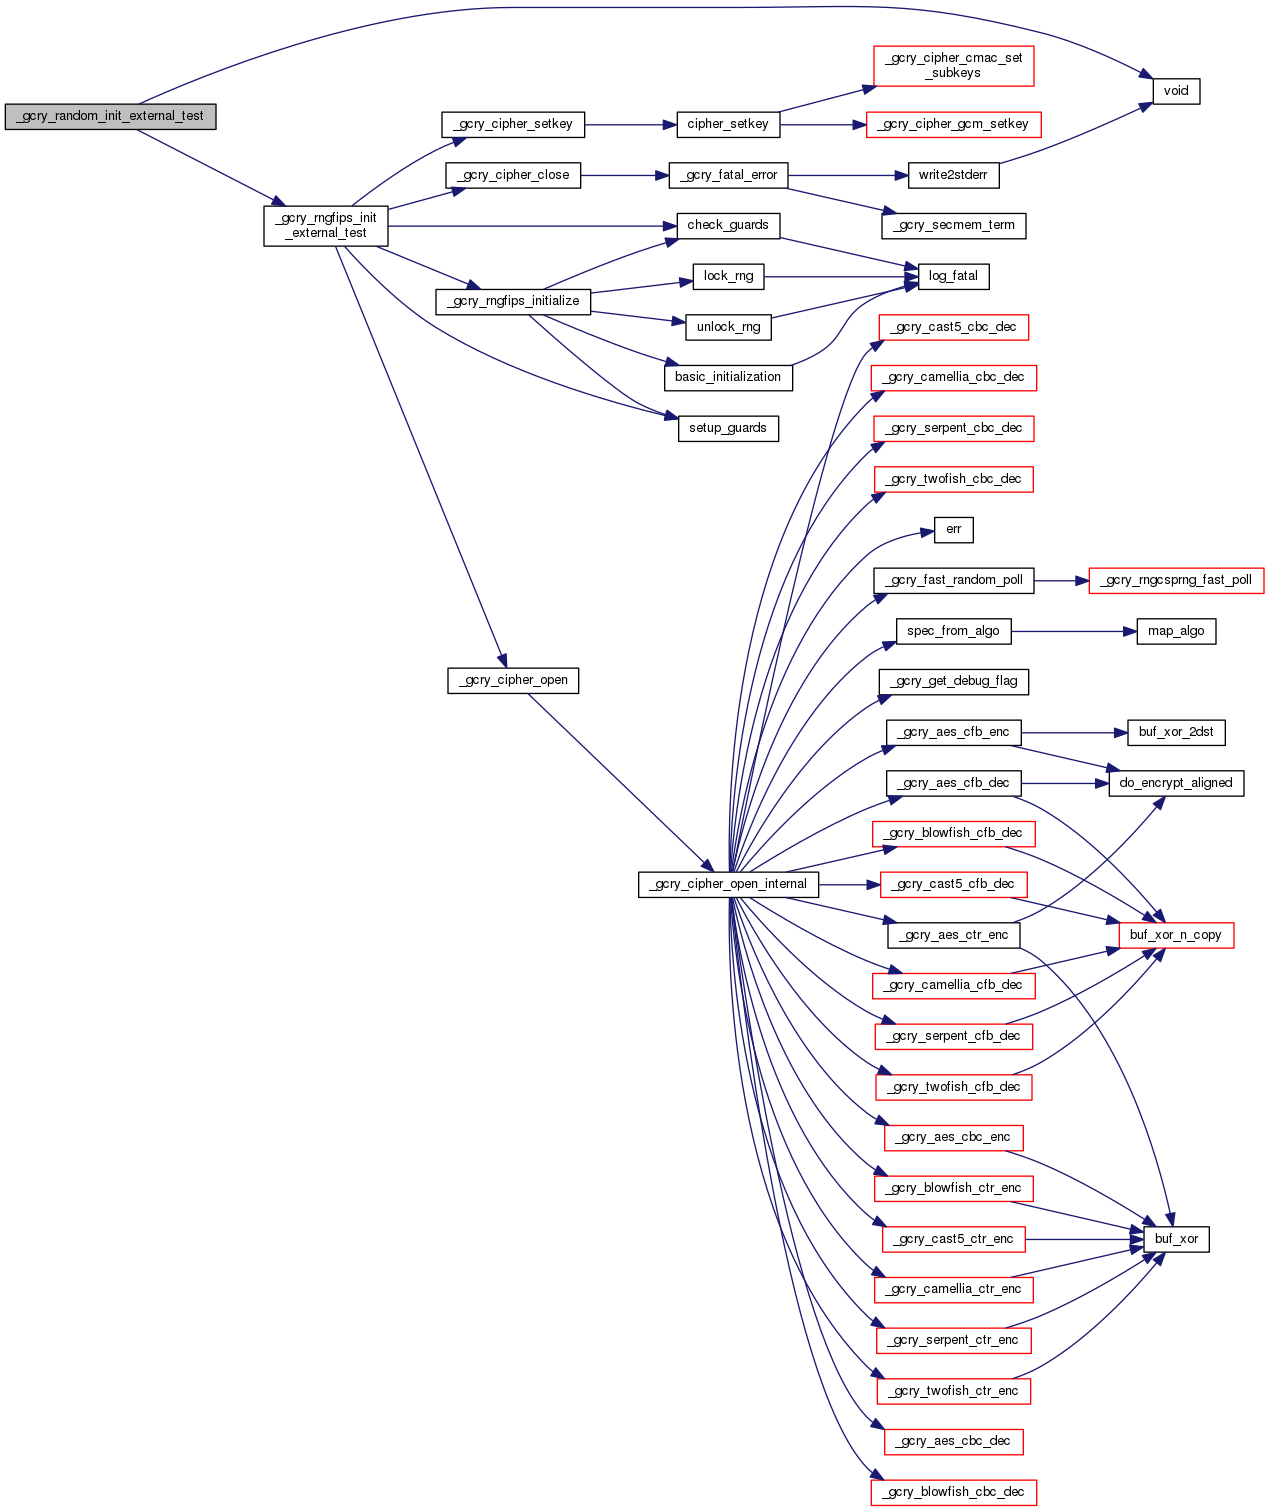 _gcry_cipher_cmac_set
_subkeys
void
_gcry_random_init_external_test
_gcry_cipher_setkey
cipher_setkey
_gcry_cipher_gcm_setkey
_gcry_cipher_close
_gcry_fatal_error
write2stderr
_gcry_rngfips_init
_external_test
check_guards
_gcry_secmem_term
lock_rng
log_fatal
_gcry_rngfips_initialize
unlock_rng
_gcry_cast5_cbc_dec
basic_initialization
_gcry_camellia_cbc_dec
setup_guards
_gcry_serpent_cbc_dec
_gcry_twofish_cbc_dec
err
_gcry_fast_random_poll
_gcry_rngcsprng_fast_poll
spec_from_algo
map_algo
_gcry_cipher_open
_gcry_get_debug_flag
_gcry_aes_cfb_enc
buf_xor_2dst
_gcry_aes_cfb_dec
do_encrypt_aligned
_gcry_blowfish_cfb_dec
_gcry_cipher_open_internal
_gcry_cast5_cfb_dec
_gcry_aes_ctr_enc
buf_xor_n_copy
_gcry_camellia_cfb_dec
_gcry_serpent_cfb_dec
_gcry_twofish_cfb_dec
_gcry_aes_cbc_enc
_gcry_blowfish_ctr_enc
_gcry_cast5_ctr_enc
buf_xor
_gcry_camellia_ctr_enc
_gcry_serpent_ctr_enc
_gcry_twofish_ctr_enc
_gcry_aes_cbc_dec
_gcry_blowfish_cbc_dec